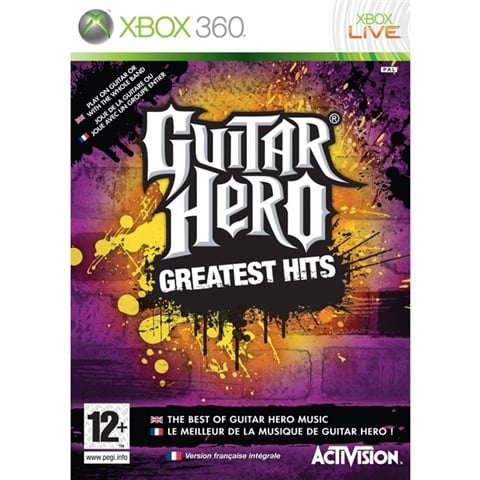 XBOX 360
XBOX
LIVE
PAL
PLAY ON GUITAR OR
WITH THE WHOLE BAND
JOUE DE LA GUITARE OU
JOUE AVEC UN GROUPE ENTIER
GUITAR®
HERO
GREATEST HITS
THE BEST OF GUITAR HERO MUSIC
LE MEILLEUR DE LA MUSIQUE DE GUITAR HERO !
12+
www.pegi.info
Version française intégrale
ACTIVISION.